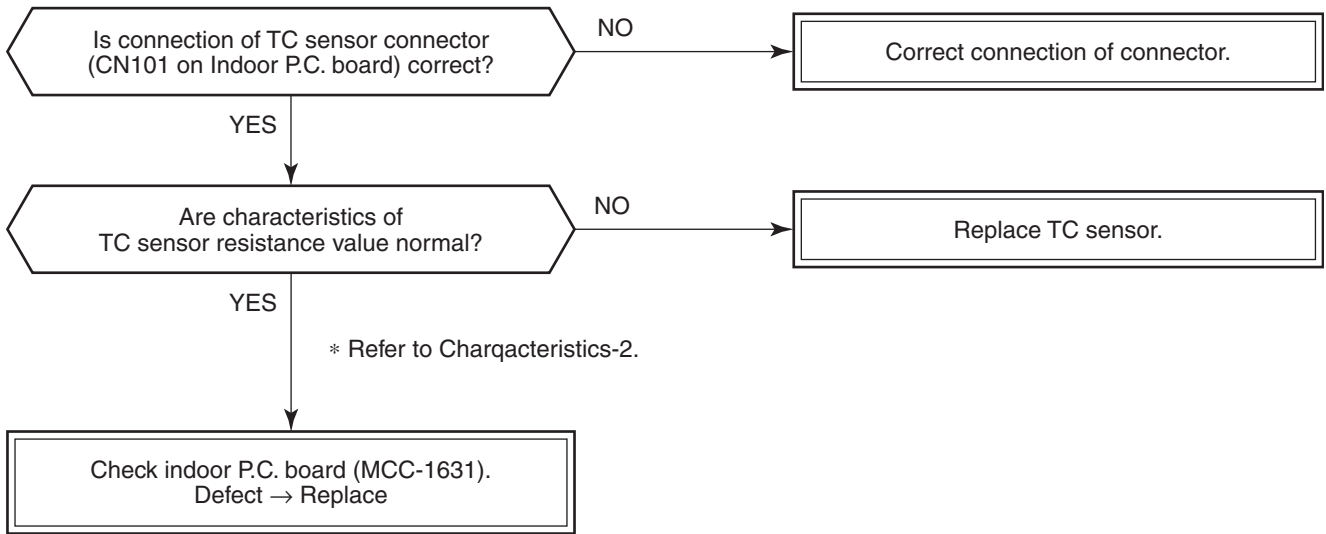 Is connection of TC sensor connector
(CN101 on Indoor P.C. board) correct?
NO
Correct connection of connector.
YES
Are characteristics of
TC sensor resistance value normal?
NO
Replace TC sensor.
YES
* Refer to Charqacteristics-2.
Check indoor P.C. board (MCC-1631).
Defect → Replace